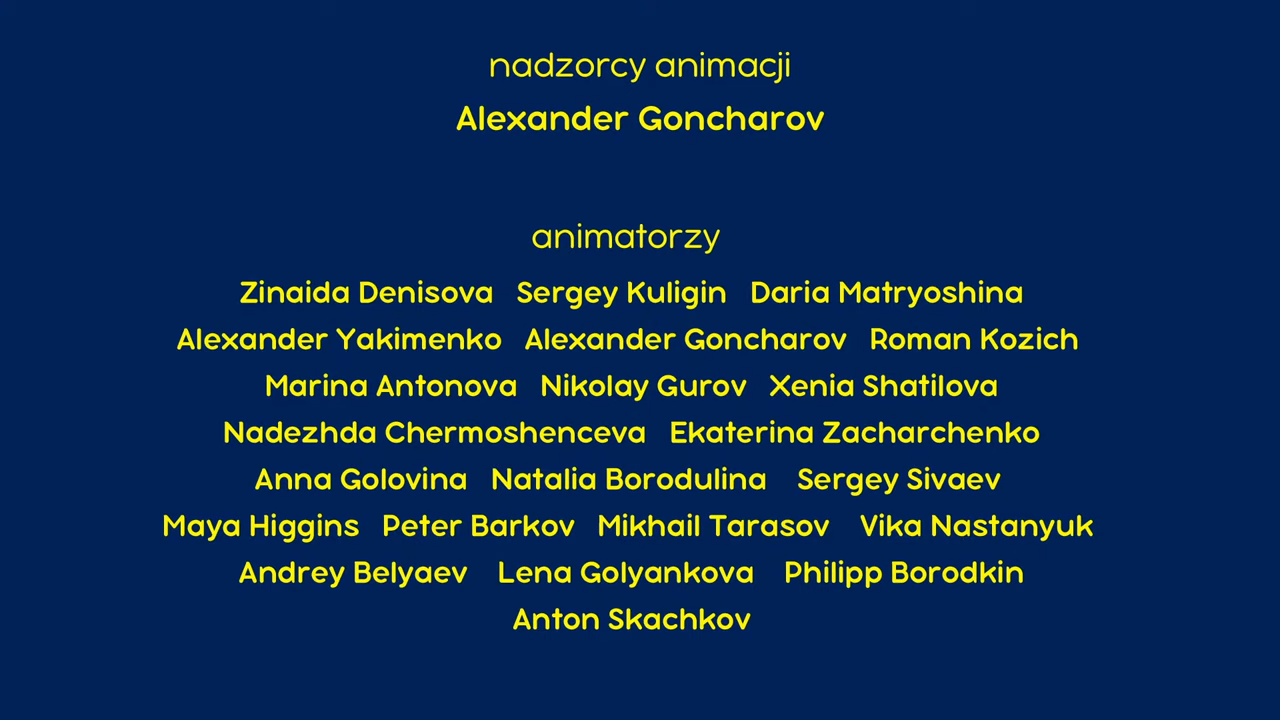 nadzorcy animacji
Alexander Goncharov
animatorzy
Zinaida Denisova Sergey Kuligin Daria Matryoshina
Alexander Yakimenko Alexander Goncharov Roman Kozich
Marina Antonova Nikolay Gurov Xenia Shatilova
Nadezhda Chermoshenceva Ekaterina Zacharchenko
Anna Golovina Natalia Borodulina Sergey Sivaev
Maya Higgins Peter Barkov Mikhail Tarasov Vika Nastanyuk
Andrey Belyaev Lena Golyankova Philipp Borodkin
Anton Skachkov